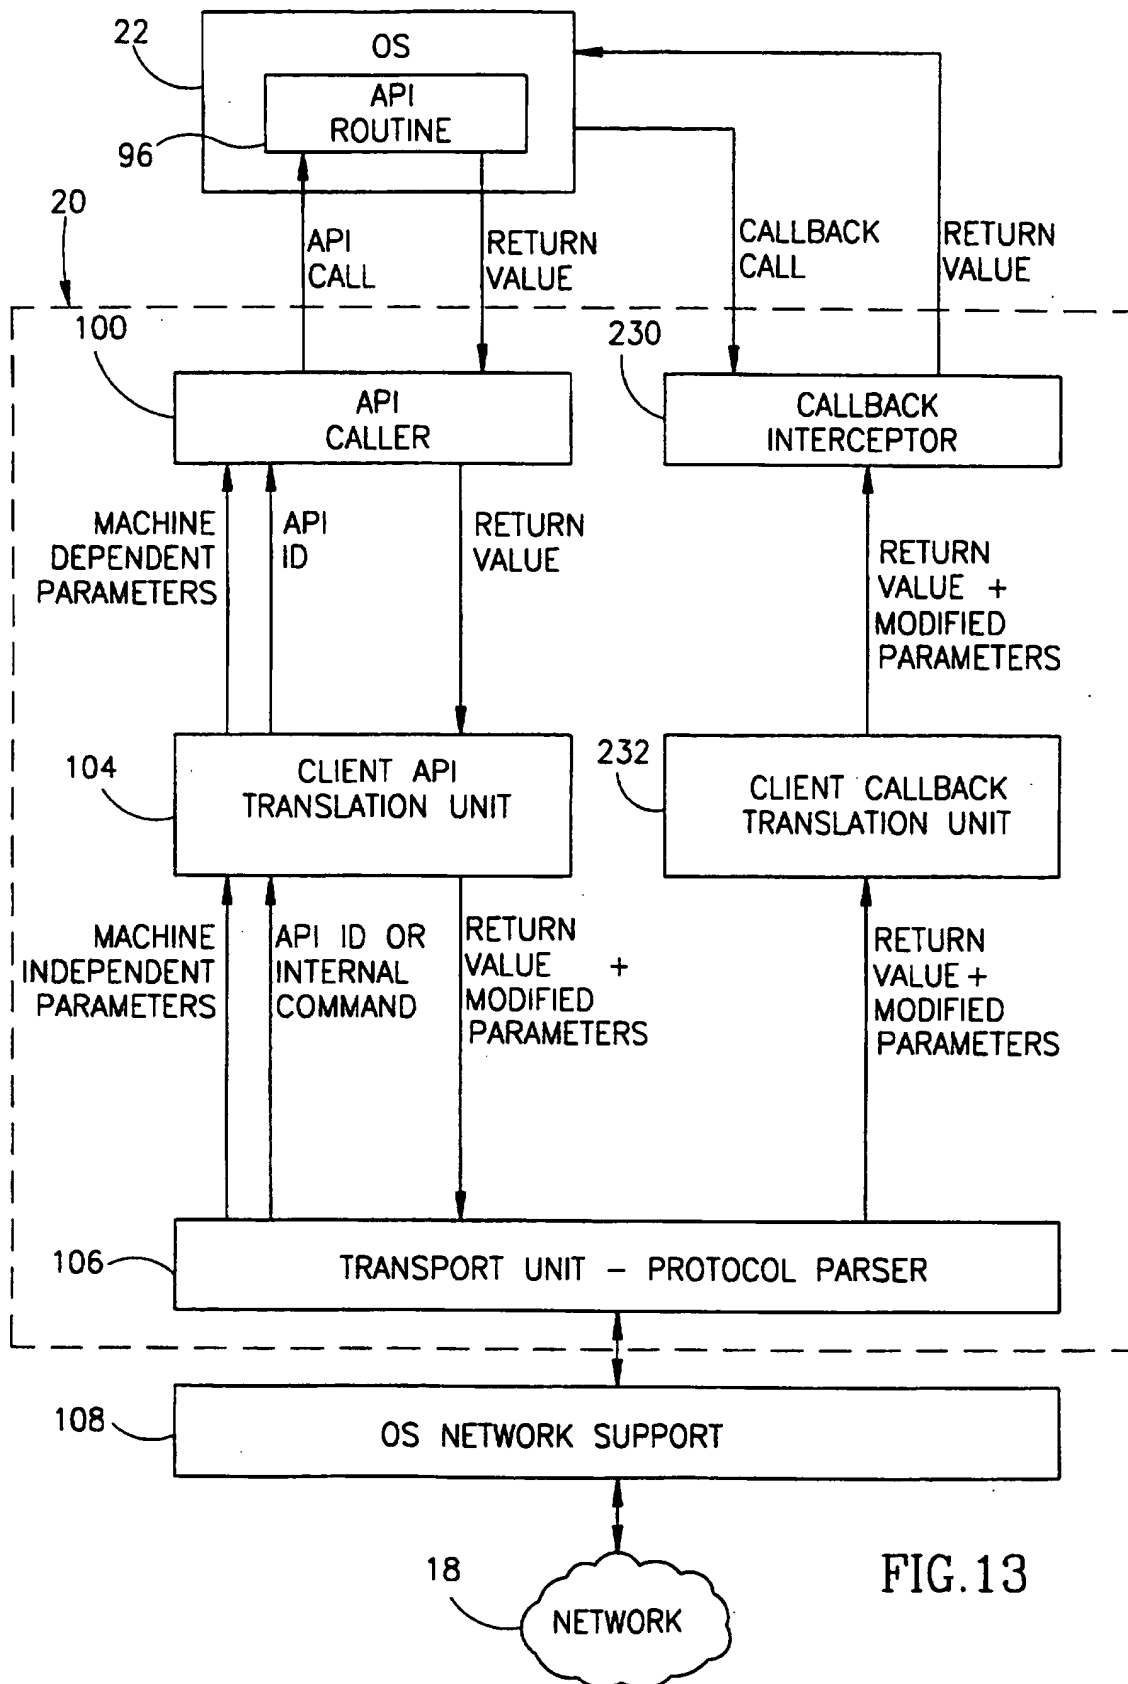 22
OS
API
ROUTINE
96
20
API
CALL
RETURN
VALUE
CALLBACK
CALL
RETURN
VALUE
100
API
CALLER
230
CALLBACK
INTERCEPTOR
MACHINE
DEPENDENT
PARAMETERS
API
ID
RETURN
VALUE
RETURN
VALUE +
MODIFIED
PARAMETERS
104
CLIENT API
TRANSLATION UNIT
232
CLIENT CALLBACK
TRANSLATION UNIT
MACHINE
INDEPENDENT
PARAMETERS
API ID OR
INTERNAL
COMMAND
RETURN
VALUE +
MODIFIED
PARAMETERS
RETURN
VALUE+
MODIFIED
PARAMETERS
106
TRANSPORT UNIT – PROTOCOL PARSER
108
OS NETWORK SUPPORT
18
NETWORK
FIG.13